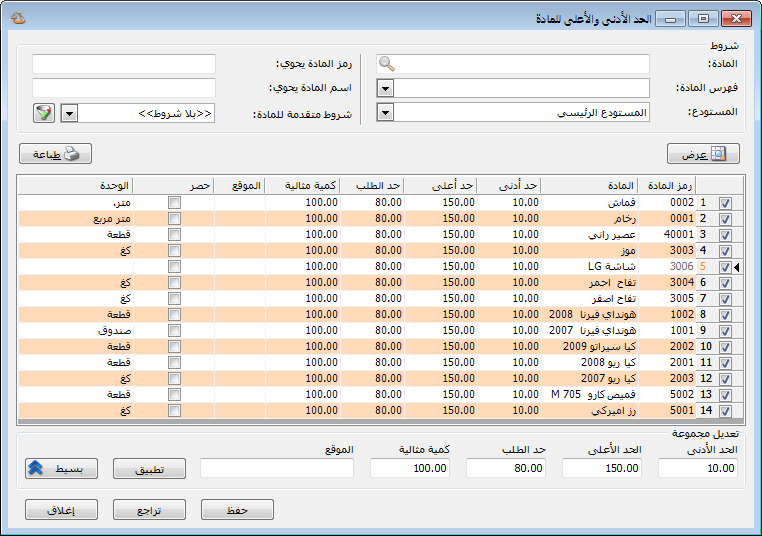 الحد الأدنى والأعلى للمادة
شروط
المادة:
رمز المادة يحوي:
فهرس المادة:
اسم المادة يحوي:
المستودع: المستودع الرئيسي
شروط متقدمة للمادة: <<بلا شروط>>
عرض
طباعة
رمز المادة المادة حد أدنى حد أعلى حد الطلب كمية مثالية الموقع حصر الوحدة
1 0002 قماش 10.00 150.00 80.00 100.00 متر.
2 0001 رخام 10.00 150.00 80.00 100.00 متر مربع
3 40001 عصير راني 10.00 150.00 80.00 100.00 قطعة
4 3003 موز 10.00 150.00 80.00 100.00 كغ
5 3006 شاشة LG 10.00 150.00 80.00 100.00
6 3004 تفاح احمر 10.00 150.00 80.00 100.00 كغ
7 3005 تفاح اصفر 10.00 150.00 80.00 100.00 كغ
8 1002 هونداي فيرنا 2008 10.00 150.00 80.00 100.00 قطعة
9 1001 هونداي فيرنا 2007 10.00 150.00 80.00 100.00 صندوق
10 2002 كيا سيراتو 2009 10.00 150.00 80.00 100.00 قطعة
11 2001 كيا ريو 2008 10.00 150.00 80.00 100.00 قطعة
12 2003 كيا ريو 2007 10.00 150.00 80.00 100.00 كغ
13 5002 قميص كارو M 705 10.00 150.00 80.00 100.00 قطعة
14 5001 رز اميركي 10.00 150.00 80.00 100.00 كغ
تعديل مجموعة
الحد الأدنى الحد الأعلى حد الطلب كمية مثالية الموقع
10.00 150.00 80.00 100.00 تطبيق بسيط
حفظ تراجع إغلاق